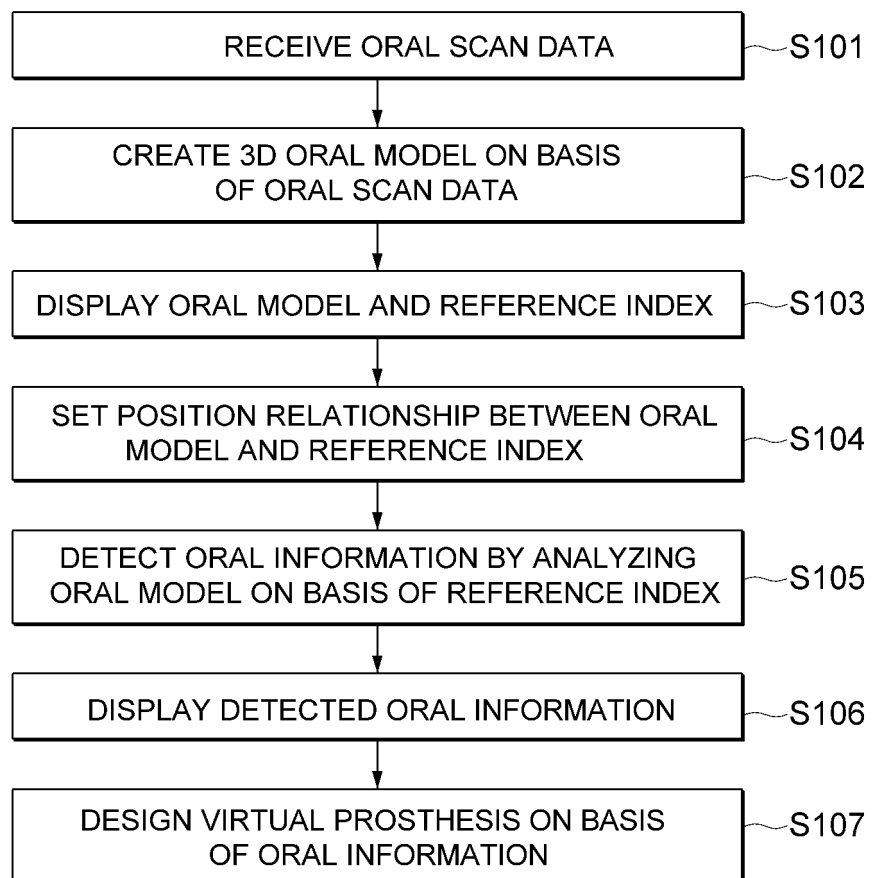 RECEIVE ORAL SCAN DATA
S101
CREATE 3D ORAL MODEL ON BASIS
OF ORAL SCAN DATA
S102
DISPLAY ORAL MODEL AND REFERENCE INDEX
S103
SET POSITION RELATIONSHIP BETWEEN ORAL
MODEL AND REFERENCE INDEX
S104
DETECT ORAL INFORMATION BY ANALYZING
ORAL MODEL ON BASIS OF REFERENCE INDEX
S105
DISPLAY DETECTED ORAL INFORMATION
S106
DESIGN VIRTUAL PROSTHESIS ON BASIS
OF ORAL INFORMATION
S107